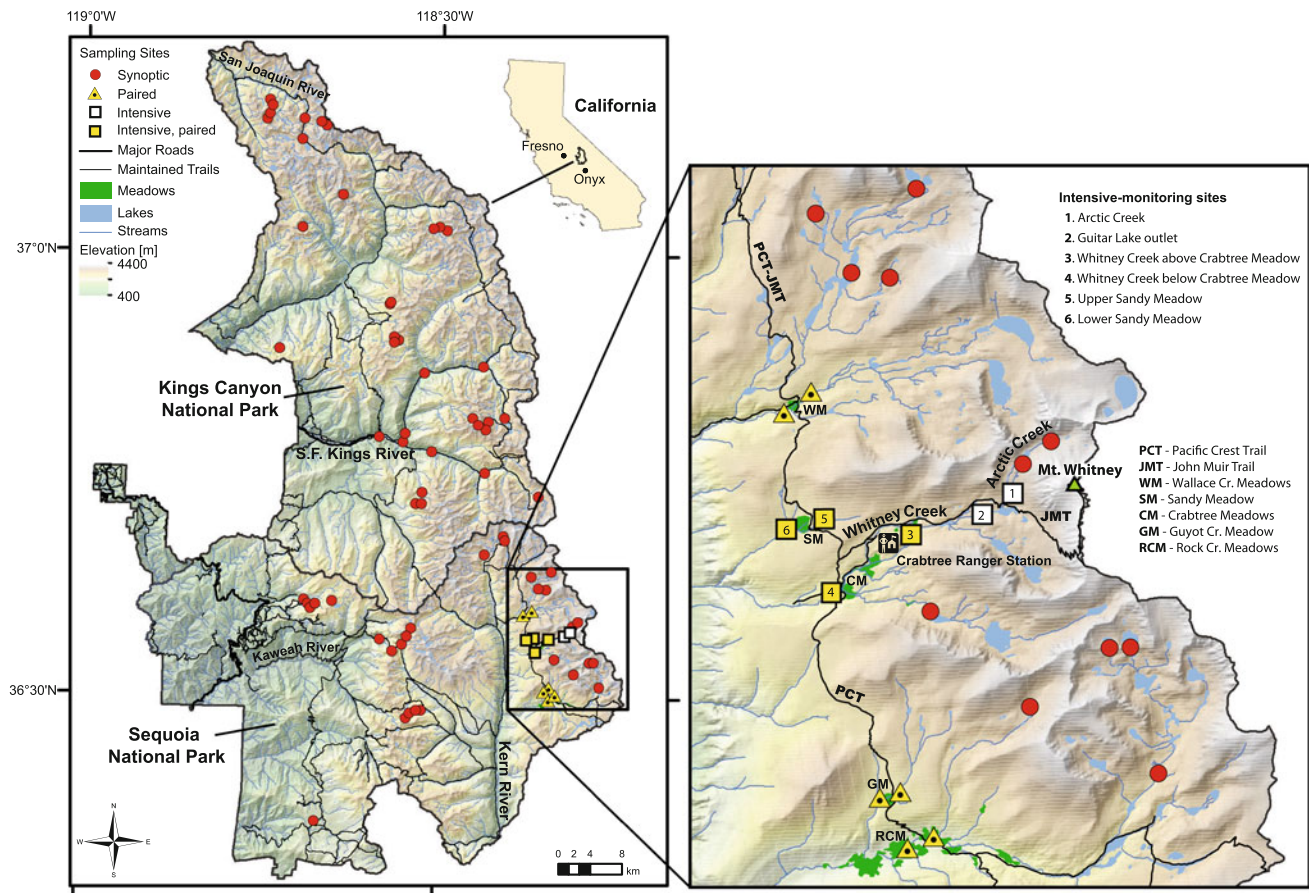 119°0'W
118°30'W
37°0'N
36°30'N
Sampling Sites
Synoptic
Paired
Intensive
Intensive, paired
Major Roads
Maintained Trails
Meadows
Lakes
Streams
Elevation [m]
4400
400
San Joaquin River
California
Fresno
Onyx
Kings Canyon
National Park
S.F. Kings River
Kaweah River
Sequoia
National Park
Kern River
N
W
E
S
0 2 4 8
km
PCT-JMT
WM
Arctic Creek
Mt. Whitney
1
2
JMT
Whitney Creek
3
5
6
SM
Crabtree Ranger Station
CM
4
PCT
GM
RCM
Intensive-monitoring sites
1. Arctic Creek
2. Guitar Lake outlet
3. Whitney Creek above Crabtree Meadow
4. Whitney Creek below Crabtree Meadow
5. Upper Sandy Meadow
6. Lower Sandy Meadow
PCT - Pacific Crest Trail
JMT - John Muir Trail
WM - Wallace Cr. Meadows
SM - Sandy Meadow
CM - Crabtree Meadows
GM - Guyot Cr. Meadow
RCM - Rock Cr. Meadows